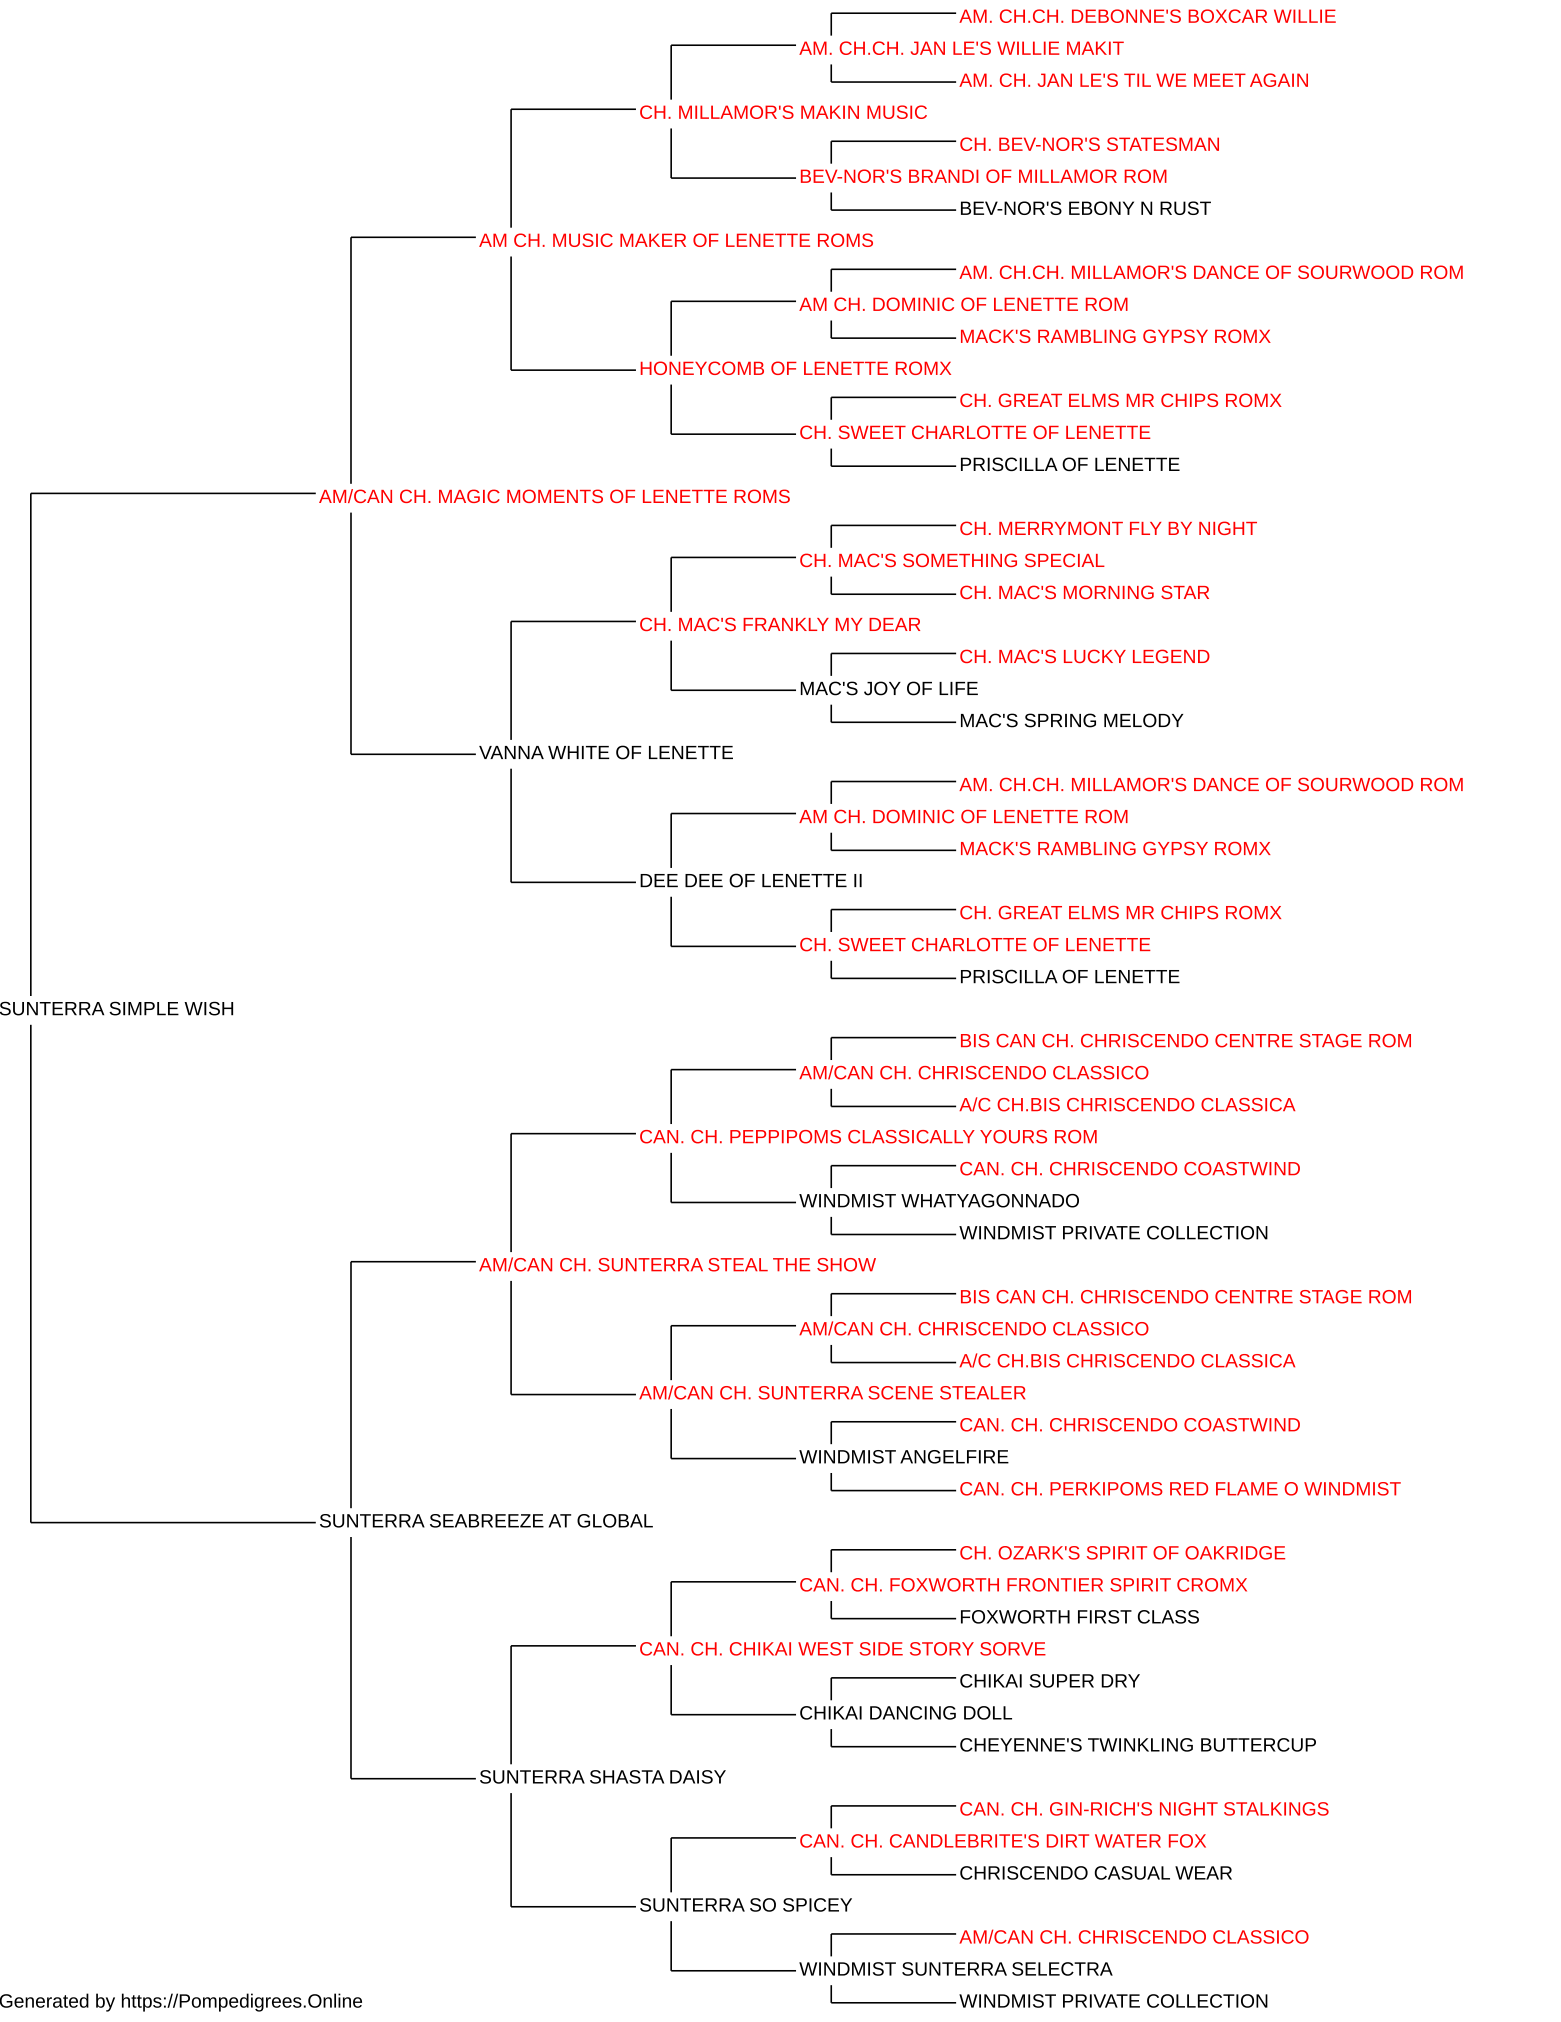 AM. CH.CH. DEBONNE'S BOXCAR WILLIE
AM. CH.CH. JAN LE'S WILLIE MAKIT
AM. CH. JAN LE'S TIL WE MEET AGAIN
CH. MILLAMOR'S MAKIN MUSIC
CH. BEV-NOR'S STATESMAN
BEV-NOR'S BRANDI OF MILLAMOR ROM
BEV-NOR'S EBONY N RUST
AM CH. MUSIC MAKER OF LENETTE ROMS
AM. CH.CH. MILLAMOR'S DANCE OF SOURWOOD ROM
AM CH. DOMINIC OF LENETTE ROM
MACK'S RAMBLING GYPSY ROMX
HONEYCOMB OF LENETTE ROMX
CH. GREAT ELMS MR CHIPS ROMX
CH. SWEET CHARLOTTE OF LENETTE
PRISCILLA OF LENETTE
AM/CAN CH. MAGIC MOMENTS OF LENETTE ROMS
CH. MERRYMONT FLY BY NIGHT
CH. MAC'S SOMETHING SPECIAL
CH. MAC'S MORNING STAR
CH. MAC'S FRANKLY MY DEAR
CH. MAC'S LUCKY LEGEND
MAC'S JOY OF LIFE
MAC'S SPRING MELODY
VANNA WHITE OF LENETTE
AM. CH.CH. MILLAMOR'S DANCE OF SOURWOOD ROM
AM CH. DOMINIC OF LENETTE ROM
MACK'S RAMBLING GYPSY ROMX
DEE DEE OF LENETTE II
CH. GREAT ELMS MR CHIPS ROMX
CH. SWEET CHARLOTTE OF LENETTE
PRISCILLA OF LENETTE
SUNTERRA SIMPLE WISH
BIS CAN CH. CHRISCENDO CENTRE STAGE ROM
AM/CAN CH. CHRISCENDO CLASSICO
A/C CH.BIS CHRISCENDO CLASSICA
CAN. CH. PEPPIPOMS CLASSICALLY YOURS ROM
CAN. CH. CHRISCENDO COASTWIND
WINDMIST WHATYAGONNADO
WINDMIST PRIVATE COLLECTION
AM/CAN CH. SUNTERRA STEAL THE SHOW
BIS CAN CH. CHRISCENDO CENTRE STAGE ROM
AM/CAN CH. CHRISCENDO CLASSICO
A/C CH.BIS CHRISCENDO CLASSICA
AM/CAN CH. SUNTERRA SCENE STEALER
CAN. CH. CHRISCENDO COASTWIND
WINDMIST ANGELFIRE
CAN. CH. PERKIPOMS RED FLAME O WINDMIST
SUNTERRA SEABREEZE AT GLOBAL
CH. OZARK'S SPIRIT OF OAKRIDGE
CAN. CH. FOXWORTH FRONTIER SPIRIT CROMX
FOXWORTH FIRST CLASS
CAN. CH. CHIKAI WEST SIDE STORY SORVE
CHIKAI SUPER DRY
CHIKAI DANCING DOLL
CHEYENNE'S TWINKLING BUTTERCUP
SUNTERRA SHASTA DAISY
CAN. CH. GIN-RICH'S NIGHT STALKINGS
CAN. CH. CANDLEBRITE'S DIRT WATER FOX
CHRISCENDO CASUAL WEAR
SUNTERRA SO SPICEY
AM/CAN CH. CHRISCENDO CLASSICO
WINDMIST SUNTERRA SELECTRA
WINDMIST PRIVATE COLLECTION
Generated by https://Pompedigrees.Online